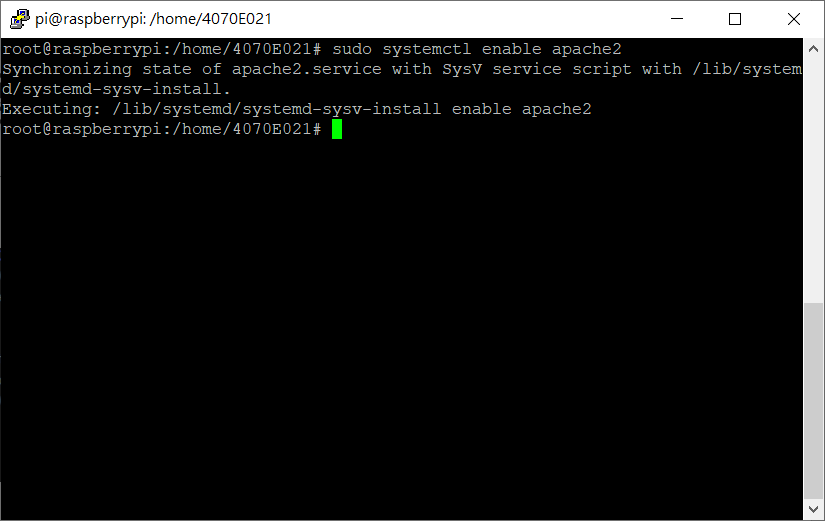 pi@raspberrypi: /home/4070E021
root@raspberrypi:/home/4070E021# sudo systemctl enable apache2
Synchronizing state of apache2.service with SysV service script with /lib/system
d/systemd-sysv-install.
Executing: /lib/systemd/systemd-sysv-install enable apache2
root@raspberrypi:/home/4070E021#